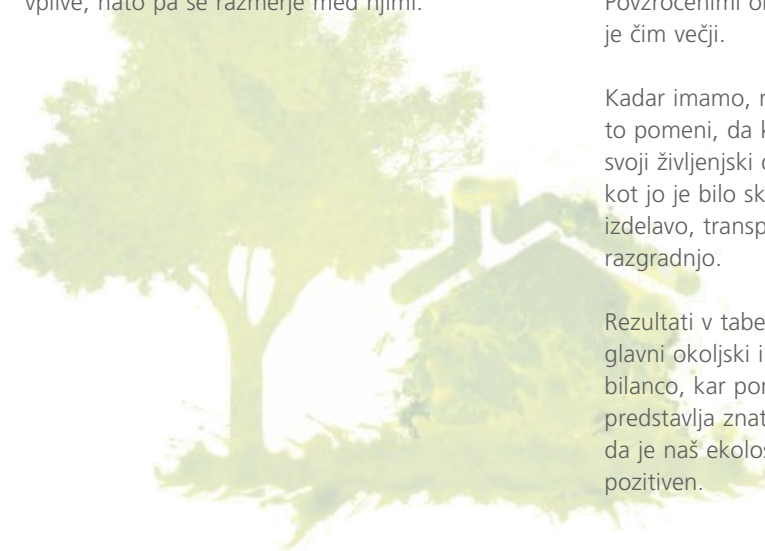 vplive, nato pa še razmerje med njimi.
Povzročenimi
je čim večji.
Kadar imamo,
to pomeni, da
svoji življenjski
kot jo je bilo
izdelavo,
razgradnjo.
Rezultati v
glavni okoljski
bilanco, kar
predstavlja
da je naš
pozitiven.